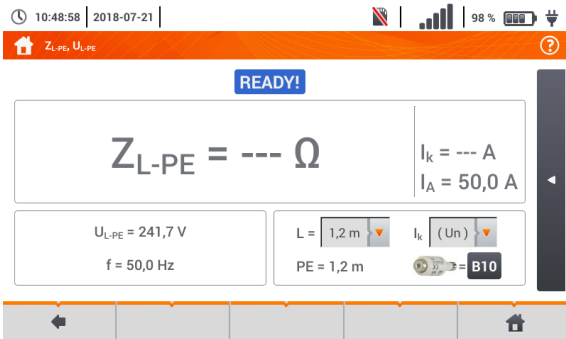 10:48:58 2018-07-21 98 %
ZL-PE, UL-PE ?
READY!
ZL-PE = --- Ω
Ik = --- A
IA = 50,0 A
UL-PE = 241,7 V
f = 50,0 Hz
L = 1,2 m Ik (Un)
PE = 1,2 m = B10